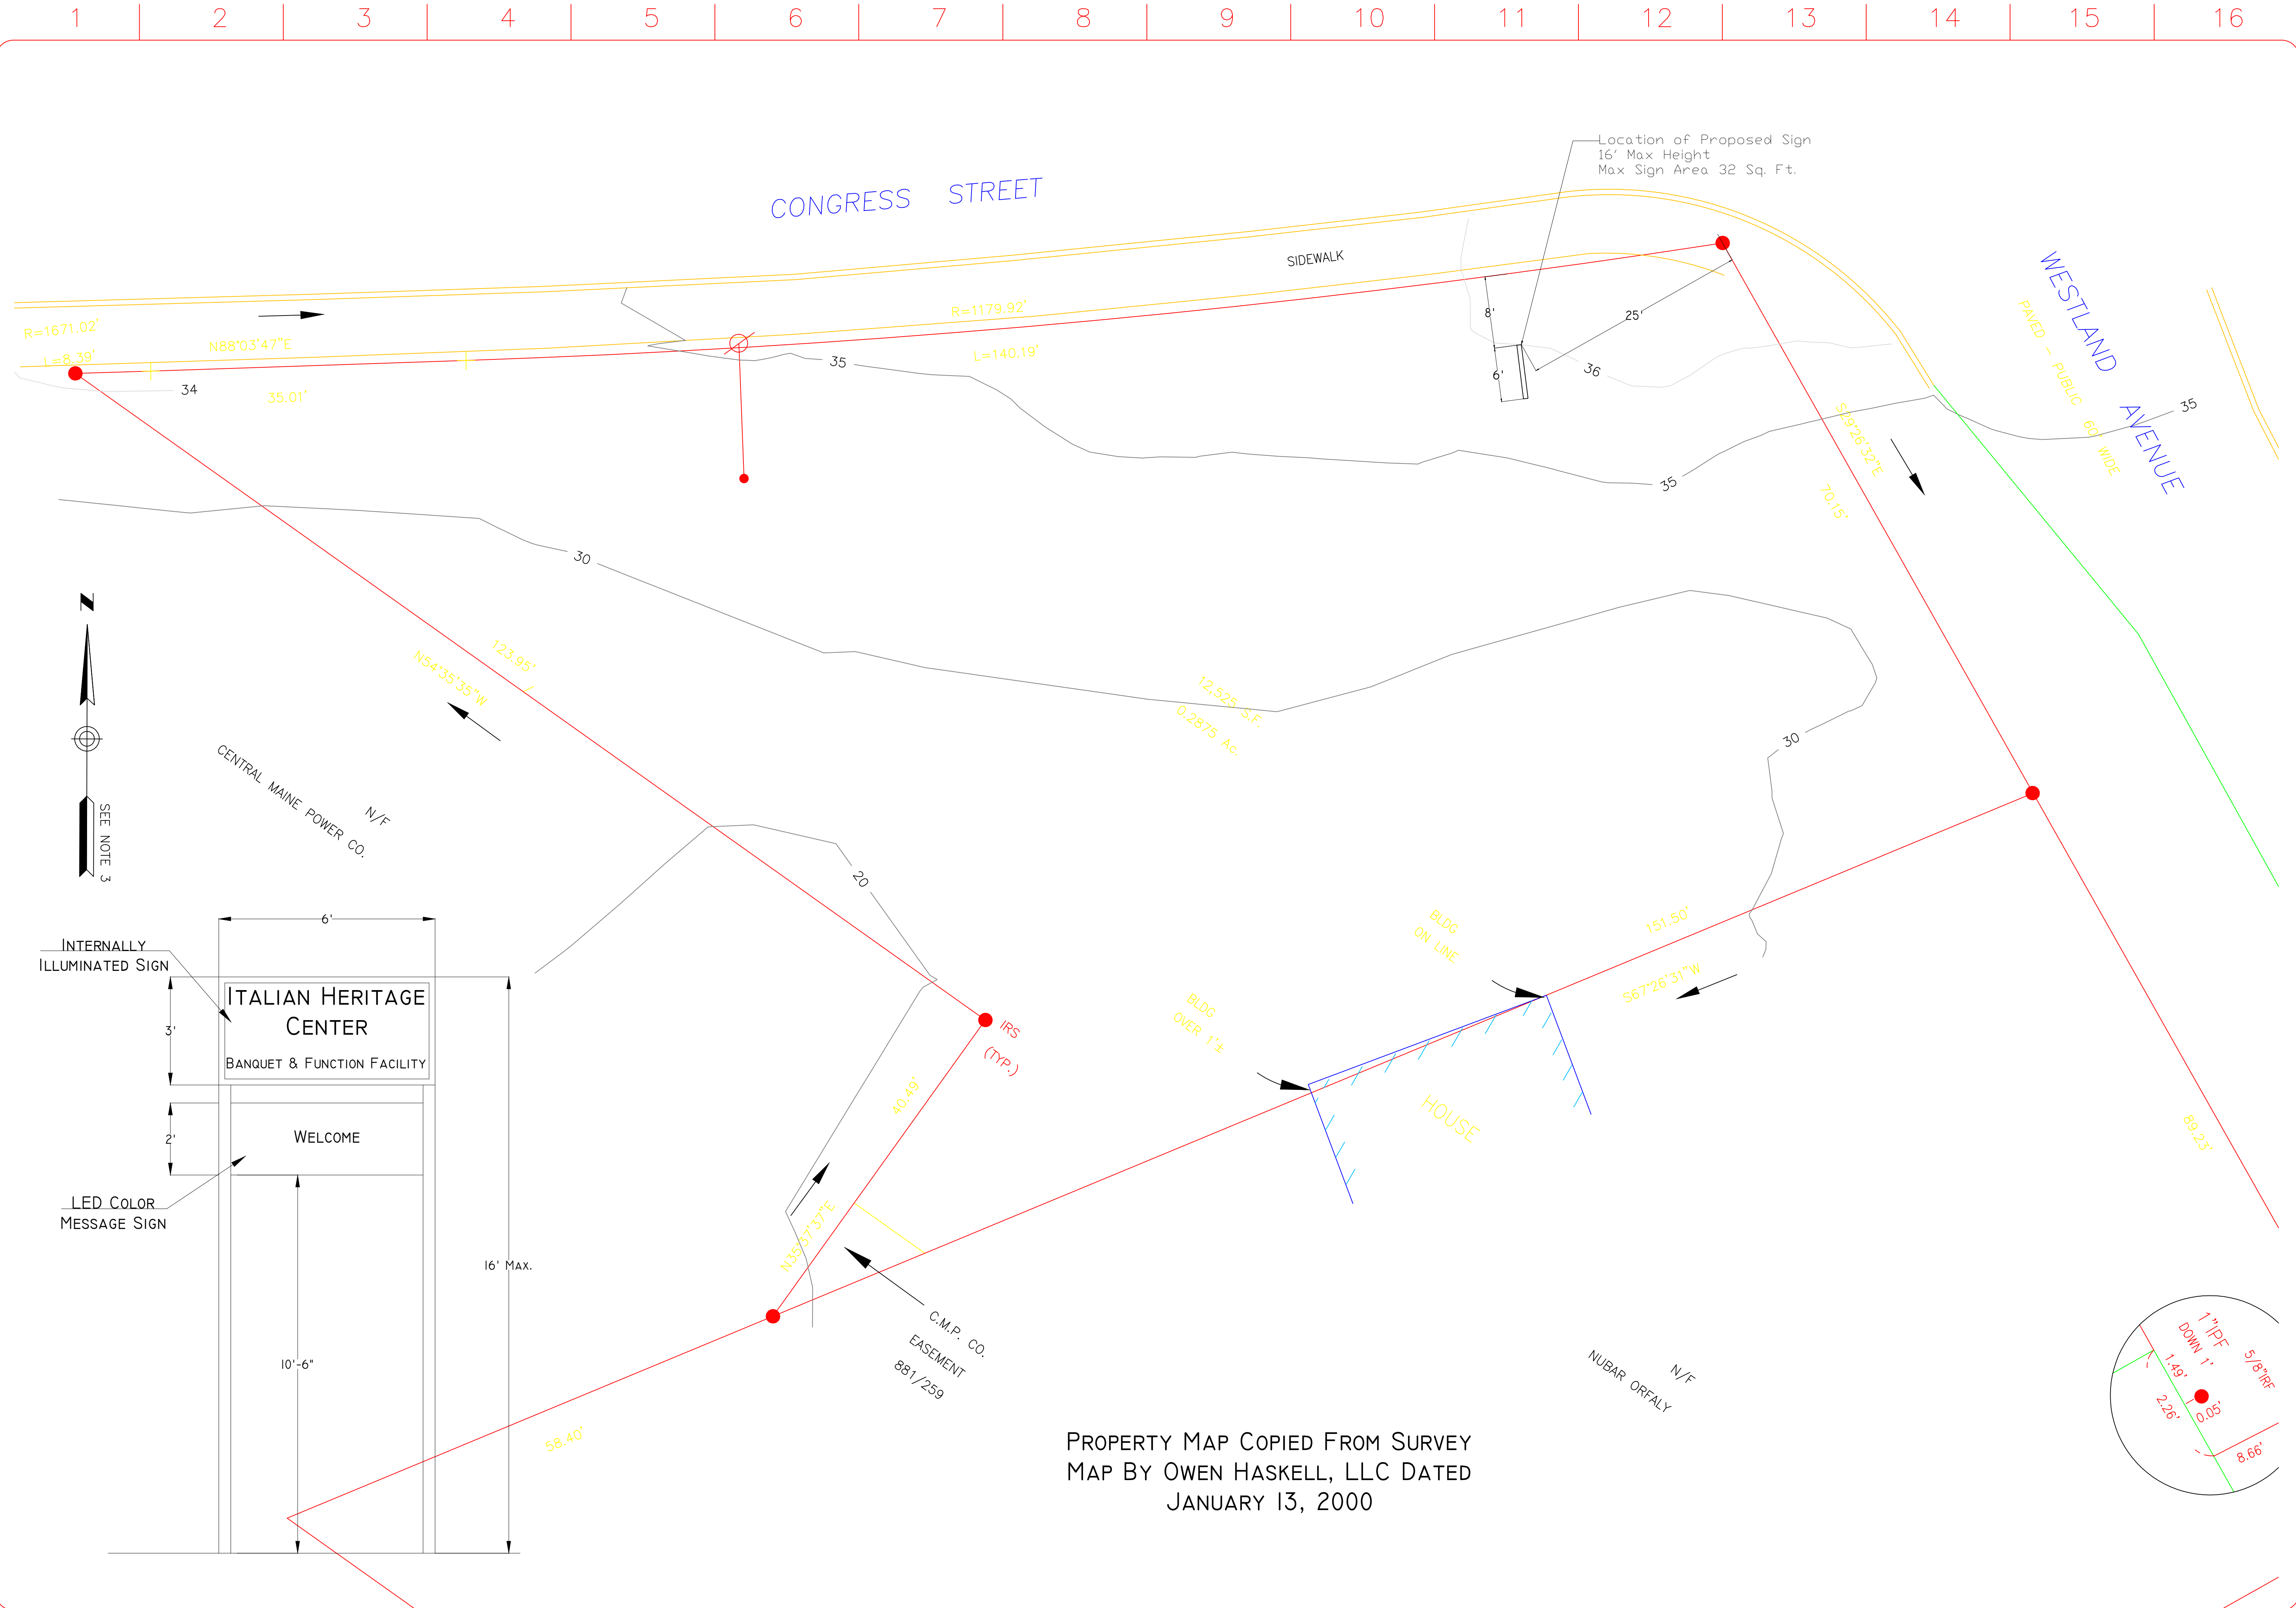 1 2 3 4 5 6 7 8 9 10 11 12 13 14 15 16
Location of Proposed Sign
16' Max Height
Max Sign Area 32 Sq. Ft.
CONGRESS STREET
SIDEWALK
WESTLAND AVENUE
PAVED - PUBLIC 60' WIDE
R=1671.02'
L=8.39'
N88°03'47"E
35.01'
R=1179.92'
L=140.19'
8'
6'
25'
34
35
36
35
35
S29°26'32"E
70.15'
30
N
SEE NOTE 3
123.95'
N54°35'35"W
12,525 S.F.
0.2875 Ac.
30
CENTRAL MAINE POWER CO.
N/F
20
BLDG
ON LINE
151.50'
S67°26'31"W
BLDG
OVER 1'±
HOUSE
IRS
(TYP.)
40.49'
N35°37'37"E
89.23'
C.M.P. CO.
EASEMENT
881/259
58.40'
N/F
NUBAR ORFALY
1"IPF
DOWN 1'
5/8"IRF
1.49'
2.26'
0.05'
8.66'
6'
INTERNALLY
ILLUMINATED SIGN
ITALIAN HERITAGE
CENTER
BANQUET & FUNCTION FACILITY
3'
2'
WELCOME
LED COLOR
MESSAGE SIGN
16' MAX.
10'-6"
PROPERTY MAP COPIED FROM SURVEY
MAP BY OWEN HASKELL, LLC DATED
JANUARY 13, 2000